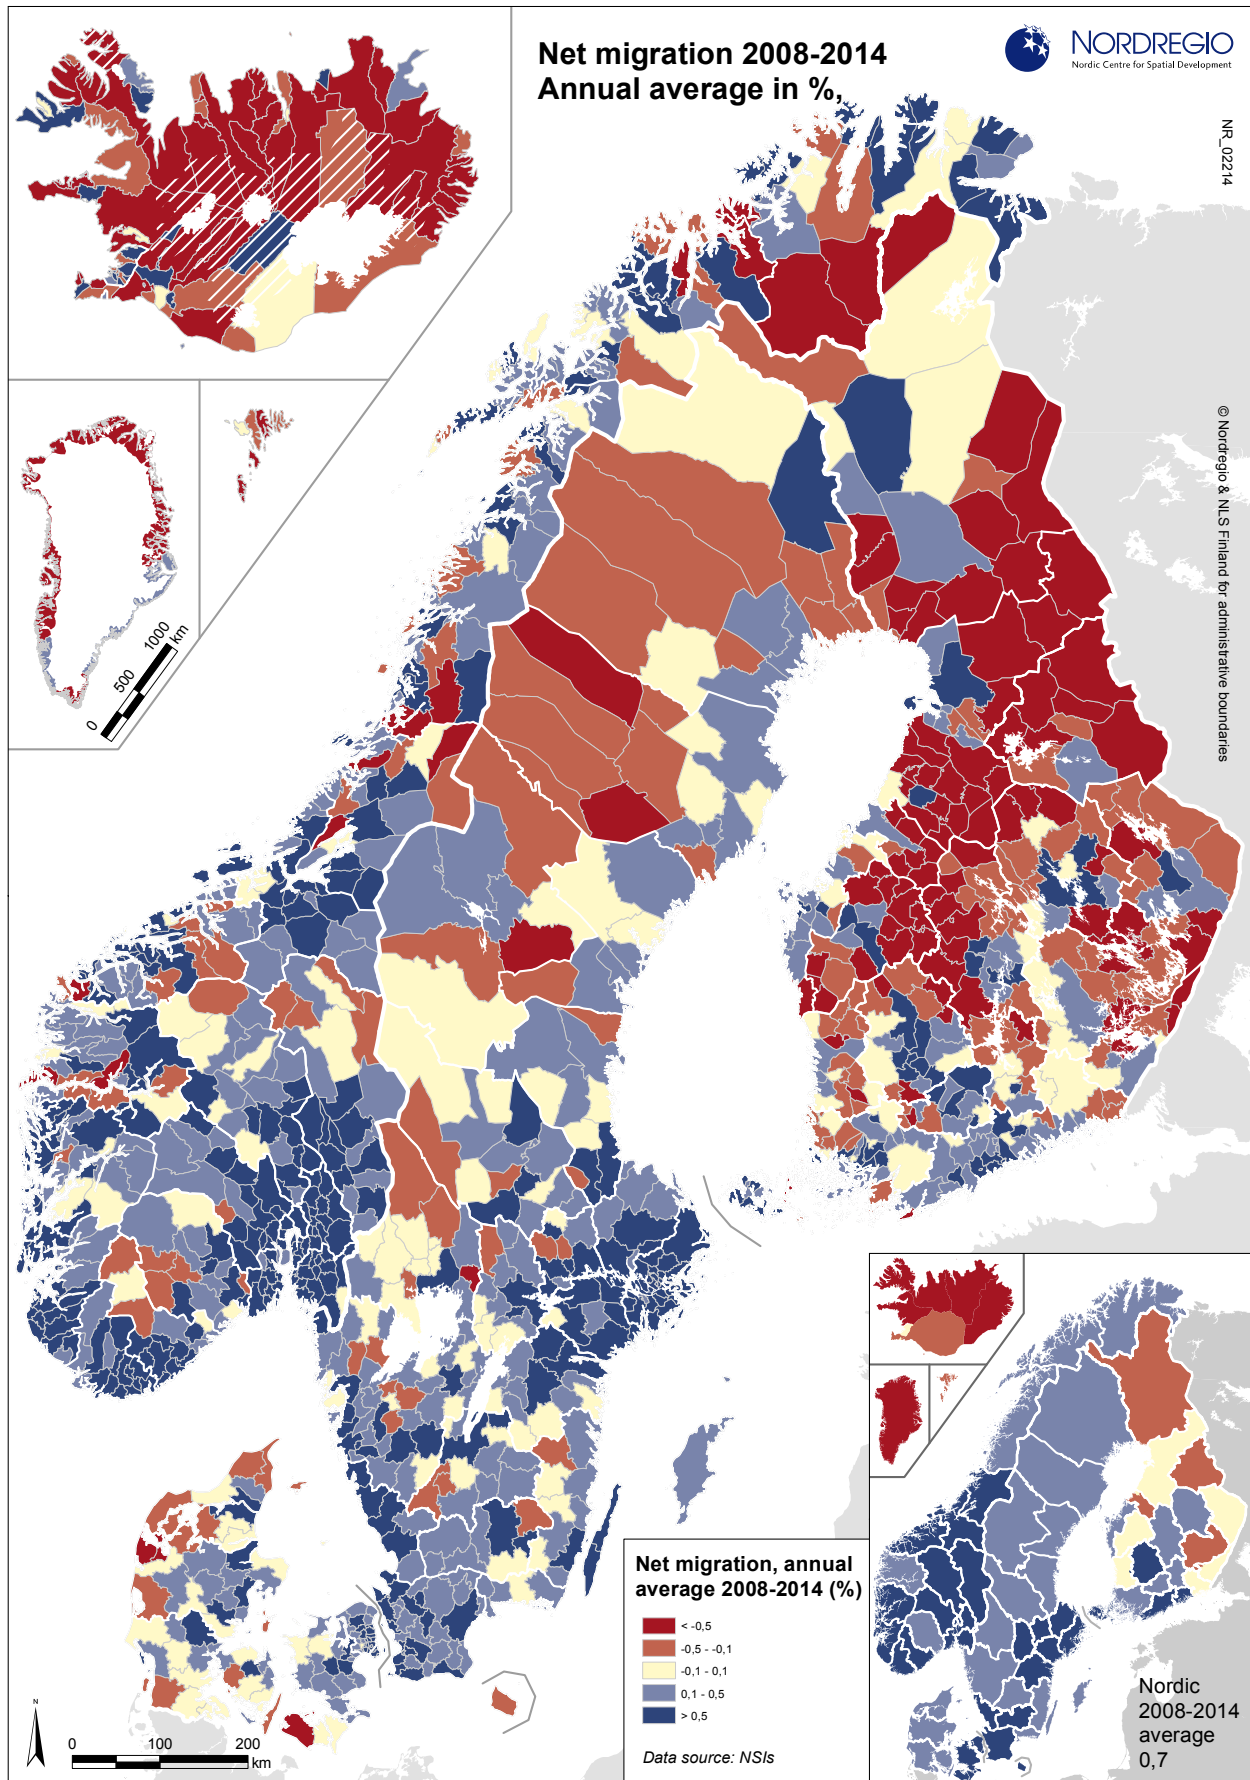 Net migration 2008-2014
Annual average in %,
NORDREGIO
Nordic Centre for Spatial Development
NR_02214
© Nordregio & NLS Finland for administrative boundaries
0 500 1000
km
Net migration, annual
average 2008-2014 (%)
< -0,5
-0,5 - -0,1
-0,1 - 0,1
0,1 - 0,5
> 0,5
Data source: NSIs
Nordic
2008-2014
average
0,7
N
0 100 200
km